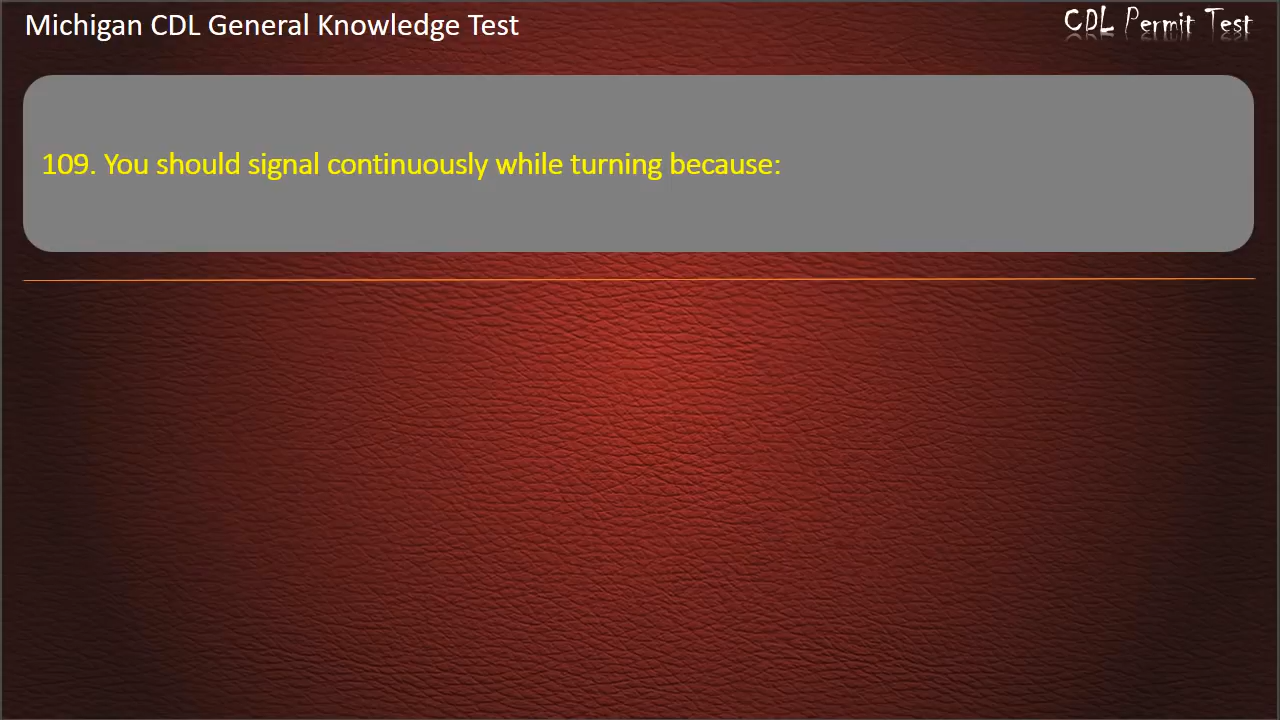 Michigan CDL General Knowledge Test
CDL Permit Test
109. You should signal continuously while turning because: